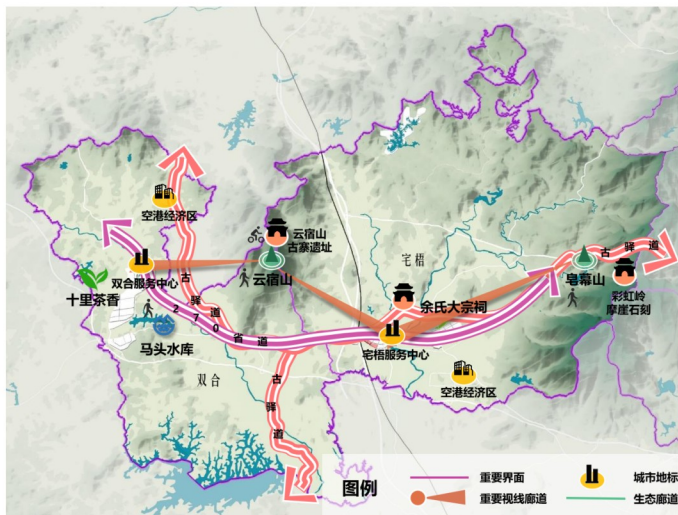 空港经济区
云宿山
古寨遗址
宅梧
古驿道
双合服务中心
云宿山
皂幕山
十里茶香
彩虹岭
摩崖石刻
余氏大宗祠
古驿道
270省道
马头水库
宅梧服务中心
双合
空港经济区
古驿道
图例
重要界面
城市地标
重要视线廊道
生态廊道